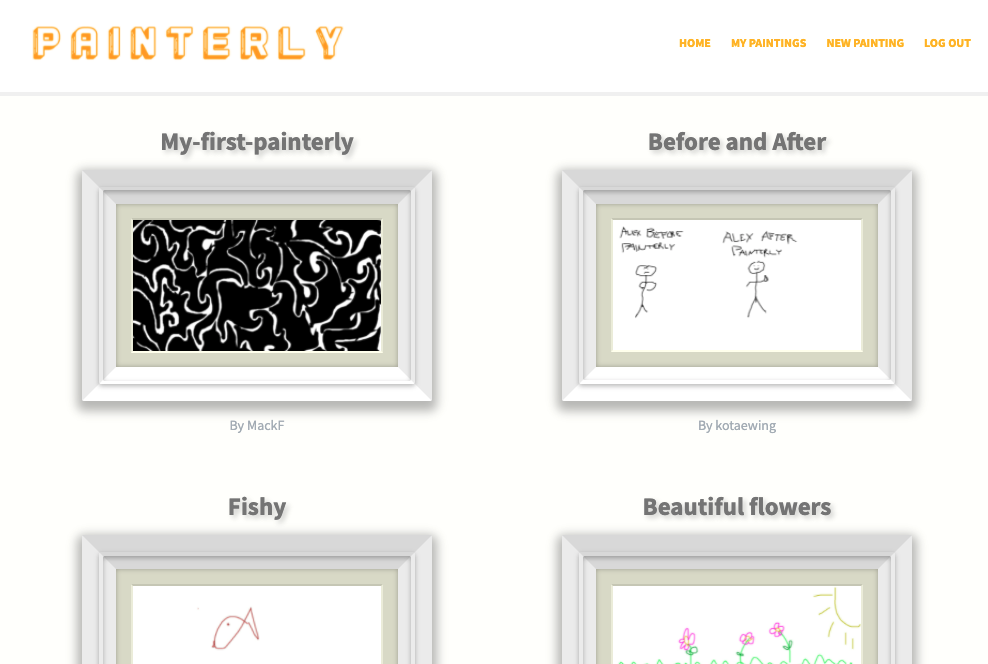 PAINTERLY
HOME MY PAINTINGS NEW PAINTING LOG OUT
My-first-painterly
Before and After
ALEX BEFORE
PAINTERLY
ALEX AFTER
PAINTERLY
By MackF
By kotaewing
Fishy
Beautiful flowers